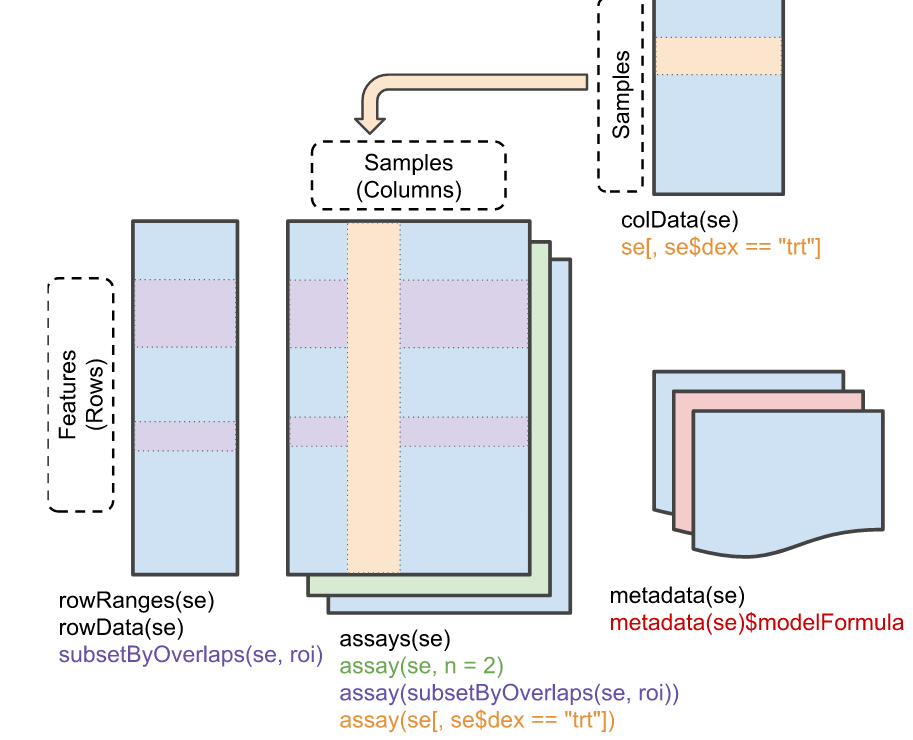 Samples
Samples
(Columns)
colData(se)
se[, se$dex == "trt"]
Features
(Rows)
rowRanges(se)
rowData(se)
subsetByOverlaps(se, roi)
assays(se)
assay(se, n = 2)
assay(subsetByOverlaps(se, roi))
assay(se[, se$dex == "trt"])
metadata(se)
metadata(se)$modelFormula